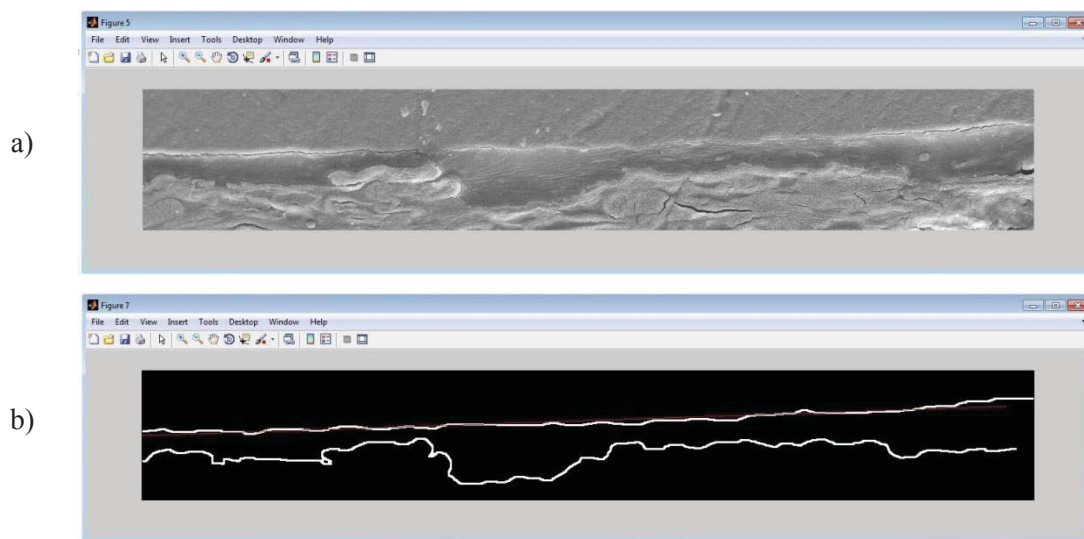 Figure 5
File Edit View Insert Tools Desktop Window Help
a)
Figure 7
File Edit View Insert Tools Desktop Window Help
b)